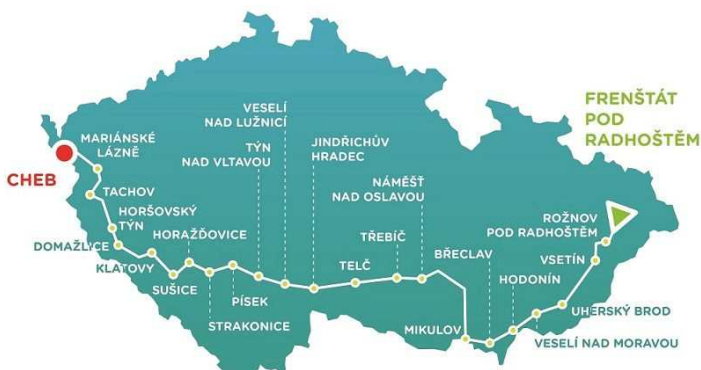 CHEB
MARIÁNSKÉ
LÁZNĚ
TACHOV
HORŠOVSKÝ
TÝN
DOMAŽLICE
KLATOVY
SUŠICE
HORAŽĎOVICE
STRAKONICE
PÍSEK
TÝN
NAD VLTAVOU
VESELÍ
NAD LUŽNICÍ
JINDŘICHŮV
HRADEC
TELČ
TŘEBÍČ
NÁMĚŠŤ
NAD OSLAVOU
MIKULOV
BŘECLAV
HODONÍN
VESELÍ NAD MORAVOU
UHERSKÝ BROD
VSETÍN
ROŽNOV
POD RADHOŠTĚM
FRENŠTÁT
POD
RADHOŠTĚM